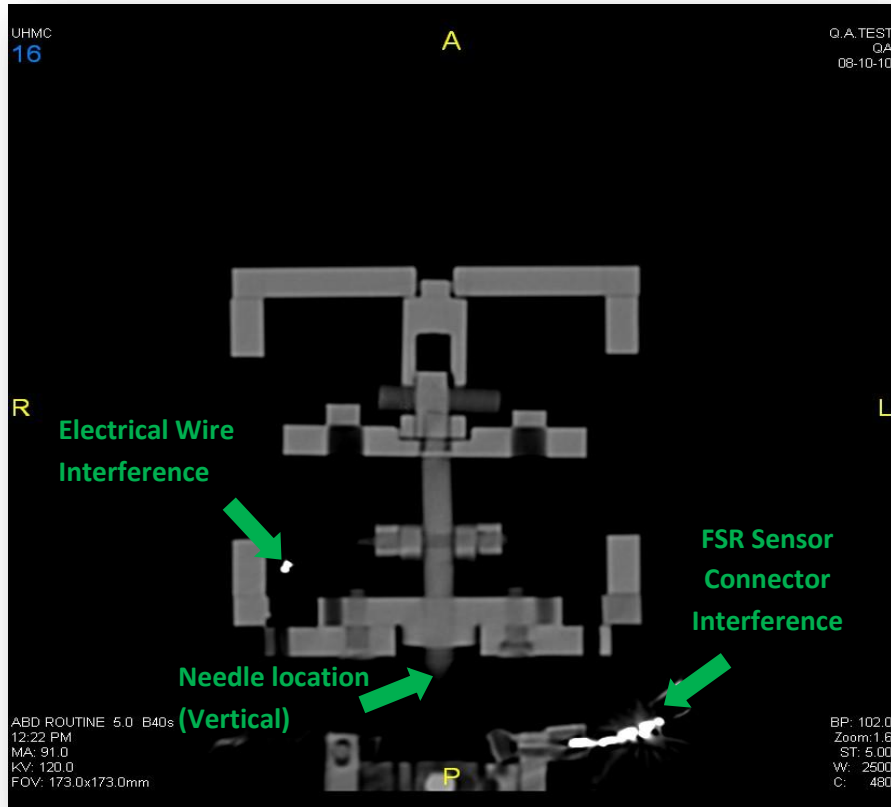 UHMC
16
A
Q.A.TEST
QA
08-10-10
R
L
Electrical Wire
Interference
FSR Sensor
Connector
Interference
Needle location
(Vertical)
ABD ROUTINE 5.0 B40s
12:22 PM
MA: 91.0
KV: 120.0
FOV: 173.0x173.0mm
P
BP: 102.0
Zoom:1.6
ST: 5.00
W: 2500
C: 480